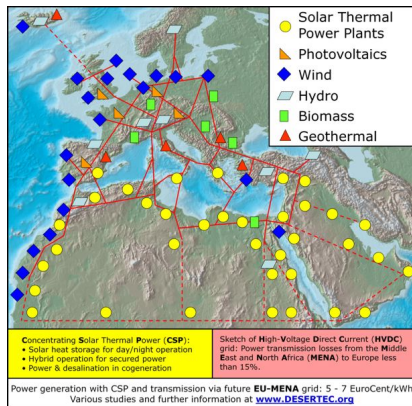 Solar Thermal
Power Plants
Photovoltaics
Wind
Hydro
Biomass
Geothermal
Concentrating Solar Thermal Power (CSP):
• Solar heat storage for day/night operation
• Hybrid operation for secured power
• Power & desalination in cogeneration
Sketch of High-Voltage Direct Current (HVDC)
grid: Power transmission losses from the Middle
East and North Africa (MENA) to Europe less
than 15%.
Power generation with CSP and transmission via future EU-MENA grid: 5 - 7 EuroCent/kWh
Various studies and further information at www.DESERTEC.org